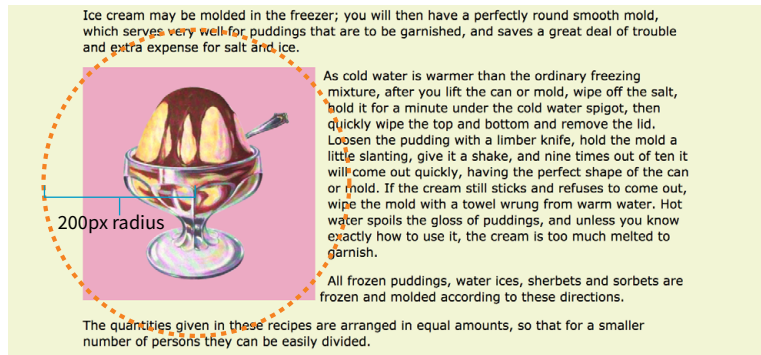 Ice cream may be molded in the freezer; you will then have a perfectly round smooth mold,
which serves very well for puddings that are to be garnished, and saves a great deal of trouble
and extra expense for salt and ice.
As cold water is warmer than the ordinary freezing
mixture, after you lift the can or mold, wipe off the salt,
hold it for a minute under the cold water spigot, then
quickly wipe the top and bottom and remove the lid.
Loosen the pudding with a limber knife, hold the mold a
little slanting, give it a shake, and nine times out of ten it
will come out quickly, having the perfect shape of the can
or mold. If the cream still sticks and refuses to come out,
wipe the mold with a towel wrung from warm water. Hot
water spoils the gloss of puddings, and unless you know
exactly how to use it, the cream is too much melted to
garnish.
200px radius
All frozen puddings, water ices, sherbets and sorbets are
frozen and molded according to these directions.
The quantities given in these recipes are arranged in equal amounts, so that for a smaller
number of persons they can be easily divided.